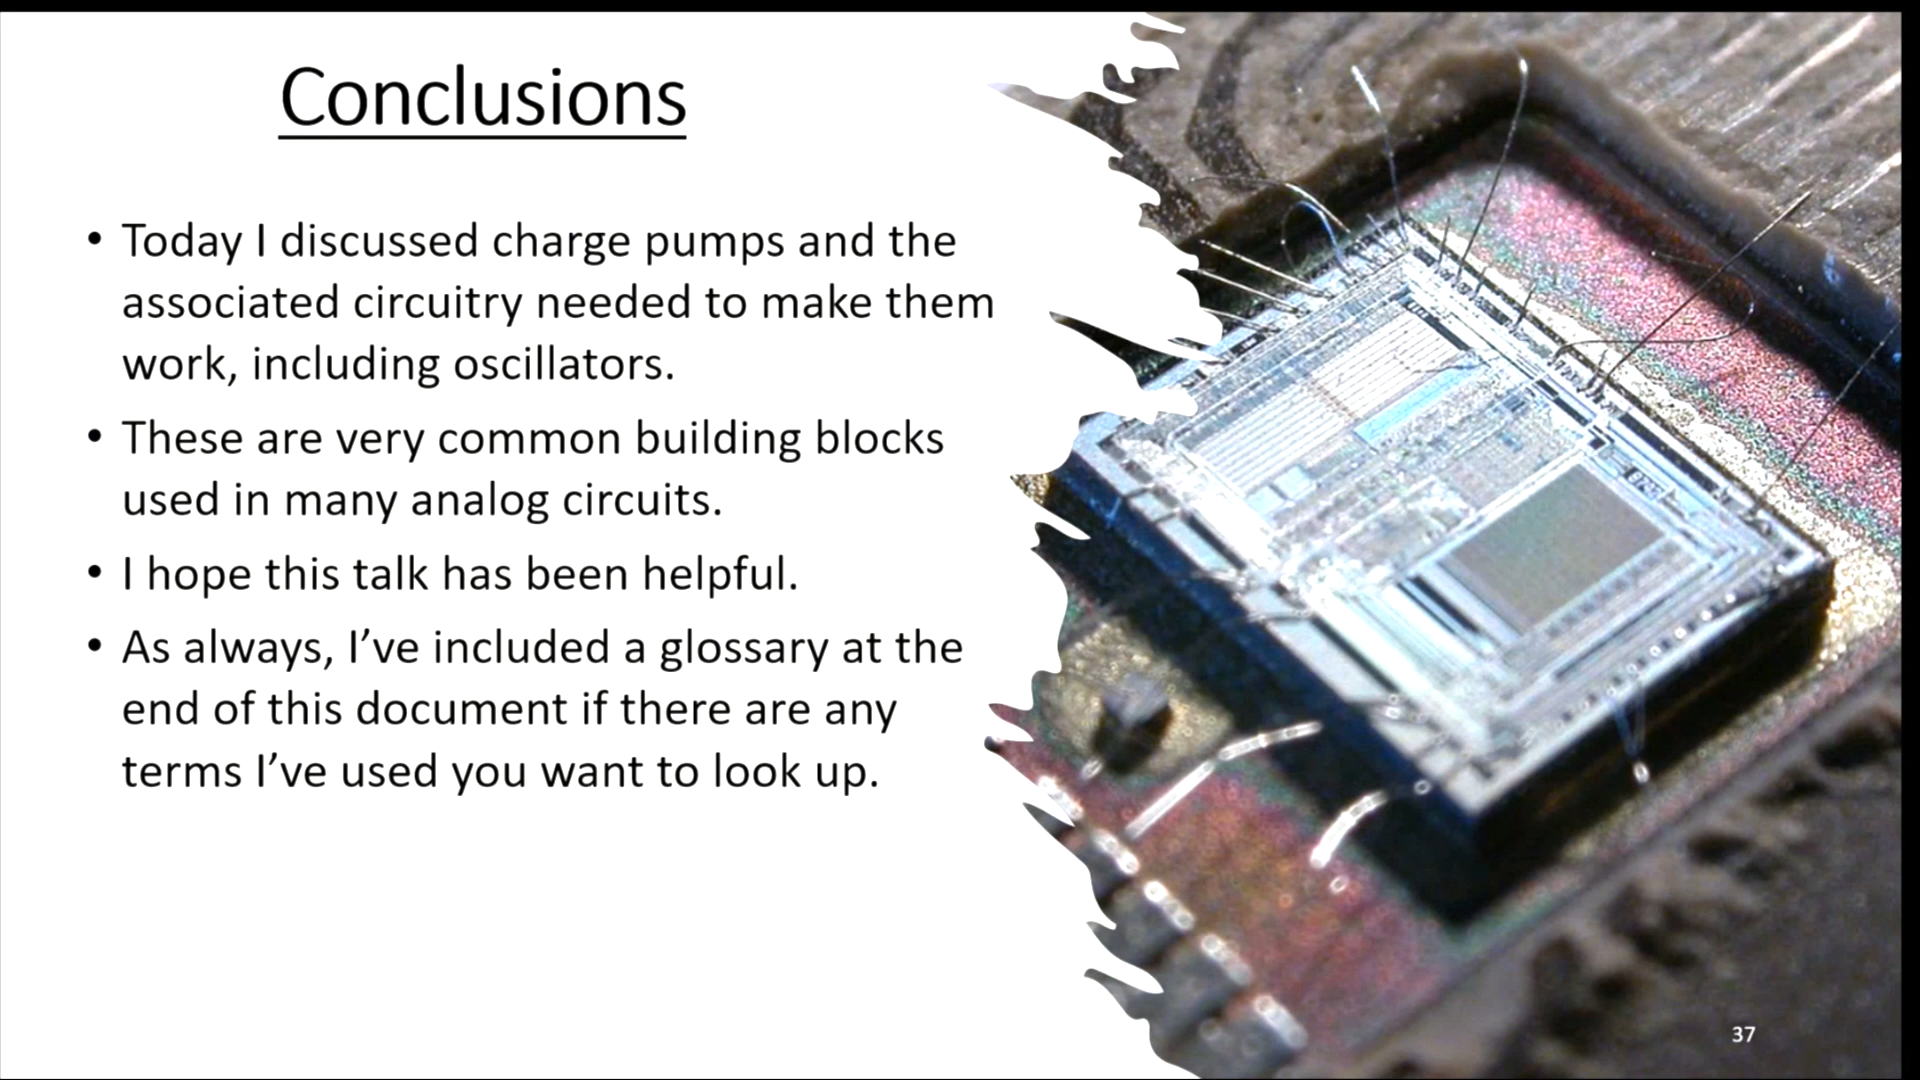 Conclusions
• Today I discussed charge pumps and the
associated circuitry needed to make them
work, including oscillators.
• These are very common building blocks
used in many analog circuits.
• I hope this talk has been helpful.
• As always, I’ve included a glossary at the
end of this document if there are any
terms I’ve used you want to look up.
37